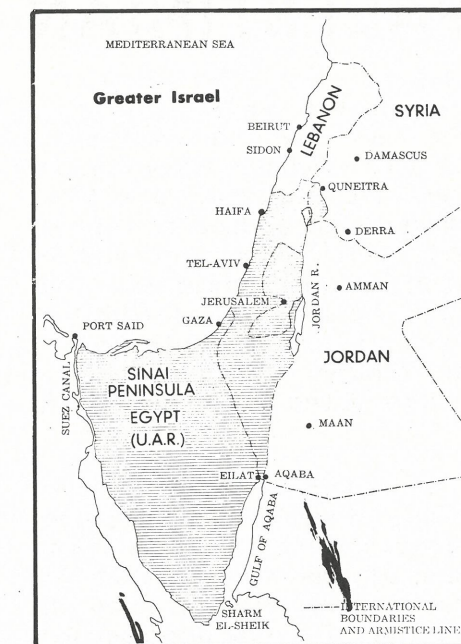 MEDITERRANEAN SEA
Greater Israel
LEBANON
SYRIA
BEIRUT
SIDON
DAMASCUS
QUNEITRA
HAIFA
DERRA
TEL-AVIV
JORDAN R.
AMMAN
JERUSALEM
GAZA
PORT SAID
SUEZ CANAL
SINAI
PENINSULA
EGYPT
(U.A.R.)
JORDAN
MAAN
EILAT
AQABA
GULF OF AQABA
SHARM
EL-SHEIK
INTERNATIONAL
BOUNDARIES
AND ARMISTICE LINE